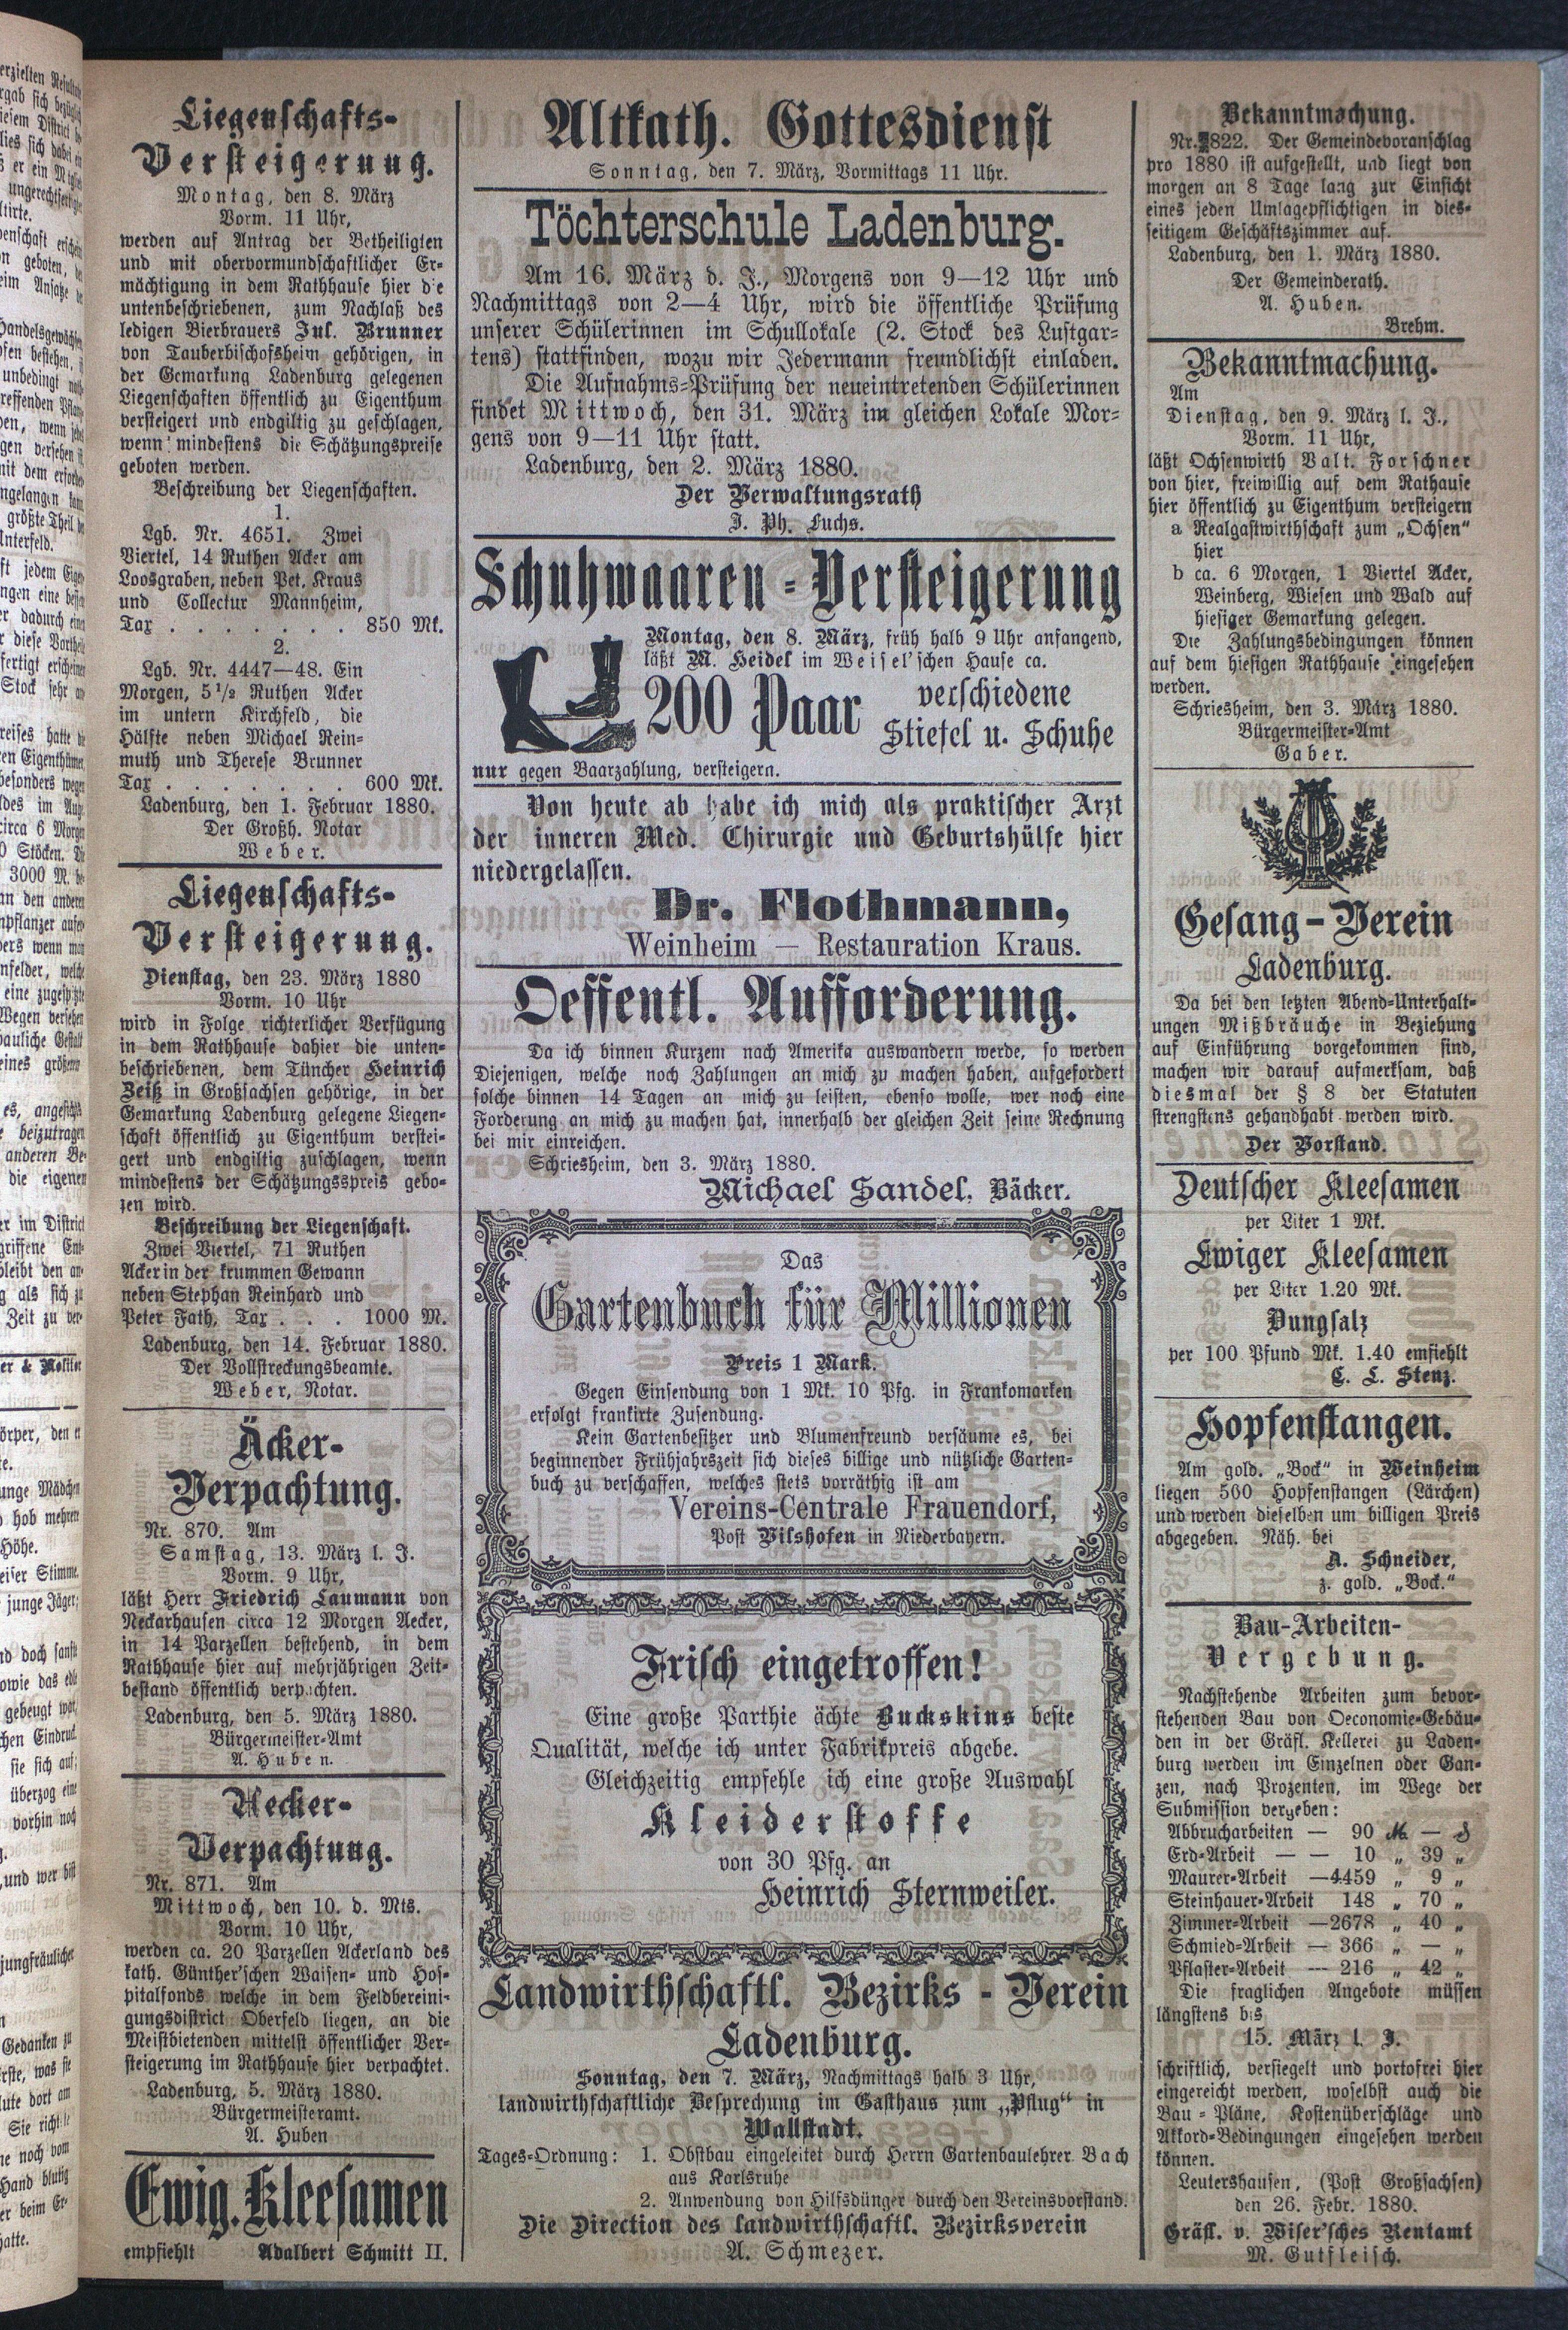 Liegenschafts-
Versteigerung.
Montag, den 8. März
Vorm. 11 Uhr,
werden auf Antrag der Betheiligten
und mit obervormundschaftlicher Er-
mächtigung in dem Rathhause hier die
untenbeschriebenen, zum Nachlaß des
ledigen Bierbrauers Jul. Brunner
von Tauberbischofsheim gehörigen, in
der Gemarkung Ladenburg gelegenen
Liegenschaften öffentlich zu Eigenthum
versteigert und endgiltig zu geschlagen,
wenn mindestens die Schätzungspreise
geboten werden.
Beschreibung der Liegenschaften.
1.
Lgb. Nr. 4651. Zwei
Viertel, 14 Ruthen Acker am
Loosgraben, neben Pet. Kraus
und Collectur Mannheim,
Tax . . . . . . . 850 Mk.
2.
Lgb. Nr. 4447—48. Ein
Morgen, 5 1/2 Ruthen Acker
im untern Kirchfeld, die
Hälfte neben Michael Rein-
muth und Therese Brunner
Tax . . . . . . . 600 Mk.
Ladenburg, den 1. Februar 1880.
Der Großh. Notar
Weber.
Liegenschafts-
Versteigerung.
Dienstag, den 23. März 1880
Vorm. 10 Uhr
wird in Folge richterlicher Verfügung
in dem Rathhause dahier die unten-
beschriebenen, dem Tüncher Heinrich
Zeiß in Großsachsen gehörige, in der
Gemarkung Ladenburg gelegene Liegen-
schaft öffentlich zu Eigenthum verstei-
gert und endgiltig zuschlagen, wenn
mindestens der Schätzungsspreis gebo-
zen wird.
Beschreibung der Liegenschaft.
Zwei Viertel, 71 Ruthen
Acker in der krummen Gewann
neben Stephan Reinhard und
Peter Fath, Tax . . . 1000 M.
Ladenburg, den 14. Februar 1880.
Der Vollstreckungsbeamte.
Weber, Notar.
Äcker-
Verpachtung.
Nr. 870. Am
Samstag, 13. März l. J.
Vorm. 9 Uhr,
läßt Herr Friedrich Laumann von
Neckarhausen circa 12 Morgen Aecker,
in 14 Parzellen bestehend, in dem
Rathhause hier auf mehrjährigen Zeit-
bestand öffentlich verpachten.
Ladenburg, den 5. März 1880.
Bürgermeister-Amt
A. Huben.
Aecker-
Verpachtung.
Nr. 871. Am
Mittwoch, den 10. d. Mts.
Vorm. 10 Uhr,
werden ca. 20 Parzellen Ackerland des
kath. Günther'schen Waisen- und Hos-
pitalfonds welche in dem Feldbereini-
gungsdistrict Oberfeld liegen, an die
Meistbietenden mittelst öffentlicher Ver-
steigerung im Rathhause hier verpachtet.
Ladenburg, 5. März 1880.
Bürgermeisteramt.
A. Huben
Ewig. Kleesamen
empfiehlt Adalbert Schmitt II.
Altkath. Gottesdienst
Sonntag, den 7. März, Vormittags 11 Uhr.
Töchterschule Ladenburg.
Am 16. März d. J., Morgens von 9—12 Uhr und
Nachmittags von 2—4 Uhr, wird die öffentliche Prüfung
unserer Schülerinnen im Schullokale (2. Stock des Lustgar-
tens) stattfinden, wozu wir Jedermann freundlichst einladen.
Die Aufnahms-Prüfung der neueintretenden Schülerinnen
findet Mittwoch, den 31. März im gleichen Lokale Mor-
gens von 9—11 Uhr statt.
Ladenburg, den 2. März 1880.
Der Verwaltungsrath
J. Ph. Fuchs.
Schuhwaaren-Versteigerung
Montag, den 8. März, früh halb 9 Uhr anfangend,
läßt M. Heidel im Weisel'schen Hause ca.
200 Paar verschiedene
Stiefel u. Schuhe
nur gegen Baarzahlung, versteigern.
Von heute ab habe ich mich als praktischer Arzt
der inneren Med. Chirurgie und Geburtshülfe hier
niedergelassen.
Dr. Flothmann,
Weinheim — Restauration Kraus.
Oeffentl. Aufforderung.
Da ich binnen Kurzem nach Amerika auswandern werde, so werden
Diejenigen, welche noch Zahlungen an mich zu machen haben, aufgefordert
solche binnen 14 Tagen an mich zu leisten, ebenso wolle, wer noch eine
Forderung an mich zu machen hat, innerhalb der gleichen Zeit seine Rechnung
bei mir einreichen.
Schriesheim, den 3. März 1880.
Michael Sandel, Bäcker.
Das
Gartenbuch für Millionen
Preis 1 Mark.
Gegen Einsendung von 1 Mk. 10 Pfg. in Frankomarken
erfolgt frankirte Zusendung.
Kein Gartenbesitzer und Blumenfreund versäume es, bei
beginnender Frühjahrszeit sich dieses billige und nützliche Garten-
buch zu verschaffen, welches stets vorräthig ist am
Vereins-Centrale Frauendorf,
Post Vilshofen in Niederbayern.
Frisch eingetroffen!
Eine große Parthie ächte Buckskins beste
Qualität, welche ich unter Fabrikpreis abgebe.
Gleichzeitig empfehle ich eine große Auswahl
Kleiderstoffe
von 30 Pfg. an
Heinrich Sternweiler.
Landwirthschaftl. Bezirks-Verein
Ladenburg.
Sonntag, den 7. März, Nachmittags halb 3 Uhr,
landwirthschaftliche Besprechung im Gasthaus zum „Pflug“ in
Wallstadt.
Tages-Ordnung: 1. Obstbau eingeleitet durch Herrn Gartenbaulehrer Bach
aus Karlsruhe
2. Anwendung von Hilfsdünger durch den Vereinsvorstand.
Die Direction des landwirthschaftl. Bezirksverein
A. Schmezer.
Bekanntmachung.
Nr. 822. Der Gemeindevoranschlag
pro 1880 ist aufgestellt, und liegt von
morgen an 8 Tage lang zur Einsicht
eines jeden Umlagepflichtigen in dies-
seitigem Geschäftszimmer auf.
Ladenburg, den 1. März 1880.
Der Gemeinderath.
A. Huben.
Brehm.
Bekanntmachung.
Am
Dienstag, den 9. März l. J.,
Vorm. 11 Uhr,
läßt Ochsenwirth Valt. Forschner
von hier, freiwillig auf dem Rathause
hier öffentlich zu Eigenthum versteigern
a Realgastwirthschaft zum „Ochsen“
hier
b ca. 6 Morgen, 1 Viertel Acker,
Weinberg, Wiesen und Wald auf
hiesiger Gemarkung gelegen.
Die Zahlungsbedingungen können
auf dem hiesigen Rathhause eingesehen
werden.
Schriesheim, den 3. März 1880.
Bürgermeister-Amt
Gaber.
Gesang-Verein
Ladenburg.
Da bei den letzten Abend-Unterhalt-
ungen Mißbräuche in Beziehung
auf Einführung vorgekommen sind,
machen wir darauf aufmerksam, daß
diesmal der § 8 der Statuten
strengstens gehandhabt werden wird.
Der Vorstand.
Deutscher Kleesamen
per Liter 1 Mk.
Ewiger Kleesamen
per Liter 1.20 Mk.
Dungsalz
per 100 Pfund Mk. 1.40 emfiehlt
C. L. Stenz.
Hopfenstangen.
Am gold. „Bock“ in Weinheim
liegen 500 Hopfenstangen (Lärchen)
und werden dieselben um billigen Preis
abgegeben. Näh. bei
A. Schneider,
z. gold. „Bock.“
Bau-Arbeiten-
Vergebung.
Nachstehende Arbeiten zum bevor-
stehenden Bau von Oeconomie-Gebäu-
den in der Gräfl. Kellerei zu Laden-
burg werden im Einzelnen oder Gan-
zen, nach Prozenten, im Wege der
Submission vergeben:
Abbrucharbeiten — 90 M. — ₰
Erd-Arbeit — — 10 „ 39 „
Maurer-Arbeit —4459 „ 9 „
Steinhauer-Arbeit 148 „ 70 „
Zimmer-Arbeit —2678 „ 40 „
Schmied-Arbeit — 366 „ — „
Pflaster-Arbeit — 216 „ 42 „
Die fraglichen Angebote müssen
längstens bis
15. März l. J.
schriftlich, versiegelt und portofrei hier
eingereicht werden, woselbst auch die
Bau-Pläne, Kostenüberschläge und
Akkord-Bedingungen eingesehen werden
können.
Leutershausen, (Post Großsachsen)
den 26. Febr. 1880.
Gräfl. v. Wiser'sches Rentamt
M. Gutfleisch.